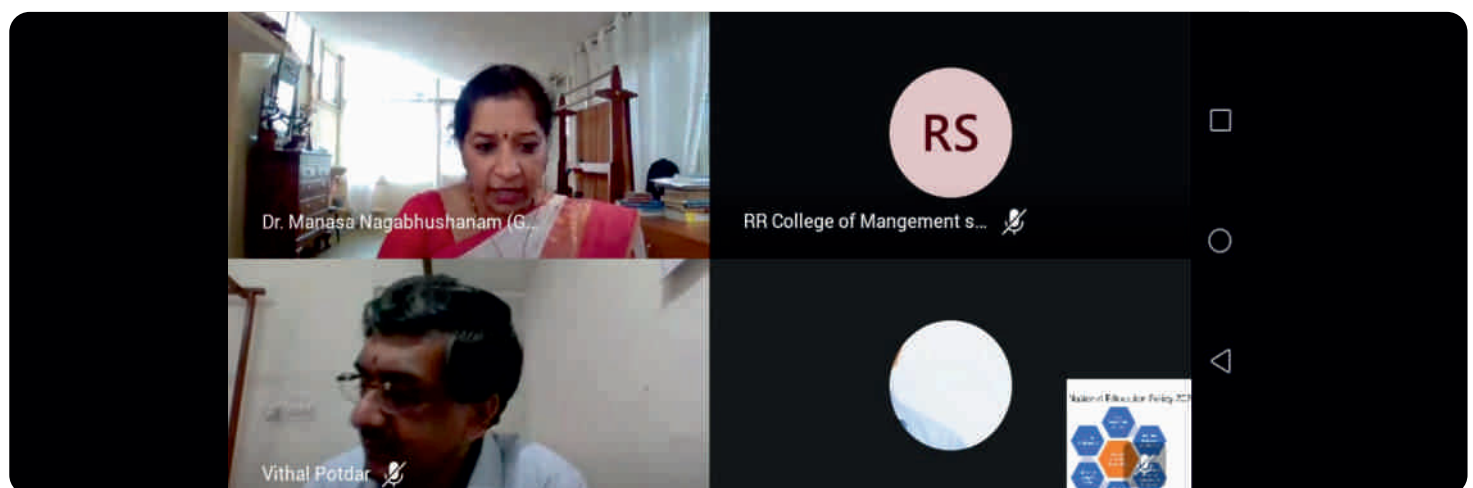 Dr. Manasa Nagabhushanam (G...
RS
RR College of Mangement s...
Vithal Potdar
National Education Policy 202